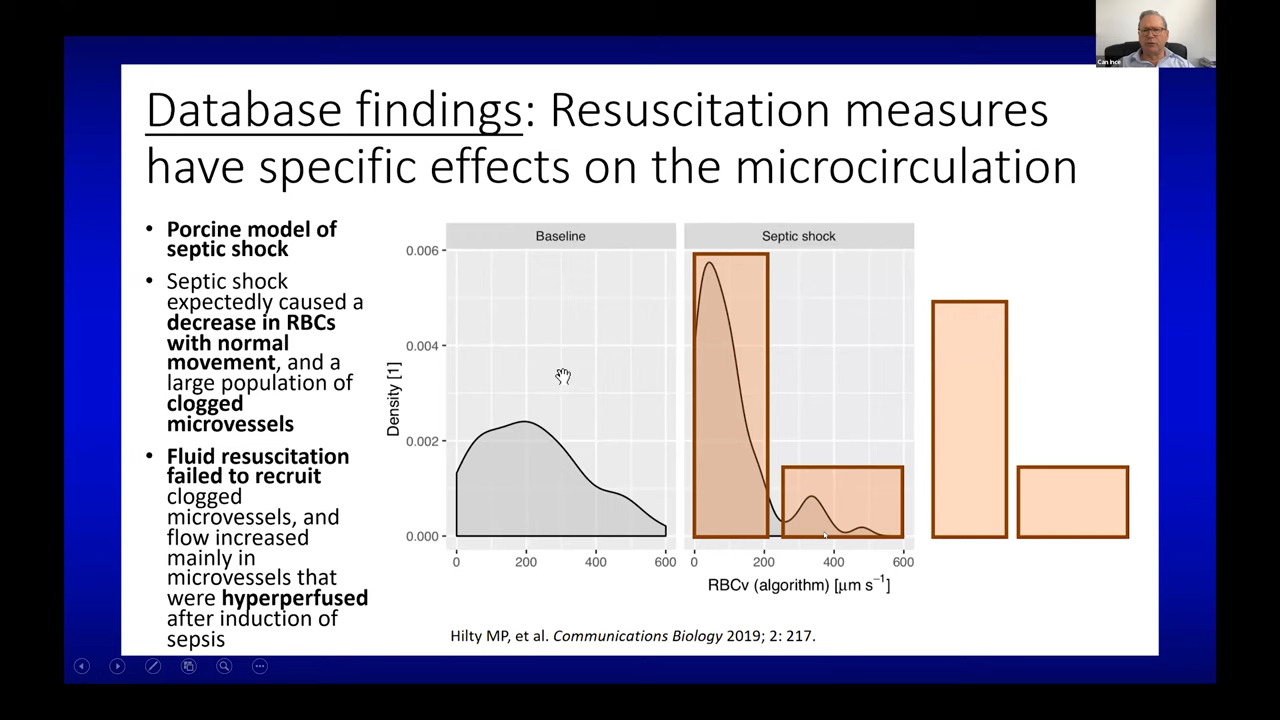 Can Ince
Database findings: Resuscitation measures
have specific effects on the microcirculation
• Porcine model of
septic shock
• Septic shock
expectedly caused a
decrease in RBCs
with normal
movement, and a
large population of
clogged
microvessels
• Fluid resuscitation
failed to recruit
clogged
microvessels, and
flow increased
mainly in
microvessels that
were hyperperfused
after induction of
sepsis
Baseline
Septic shock
Density [1]
0.006
0.004
0.002
0.000
0 200 400 600
0 200 400 600
RBCv (algorithm) [μm s⁻¹]
Hilty MP, et al. Communications Biology 2019; 2: 217.